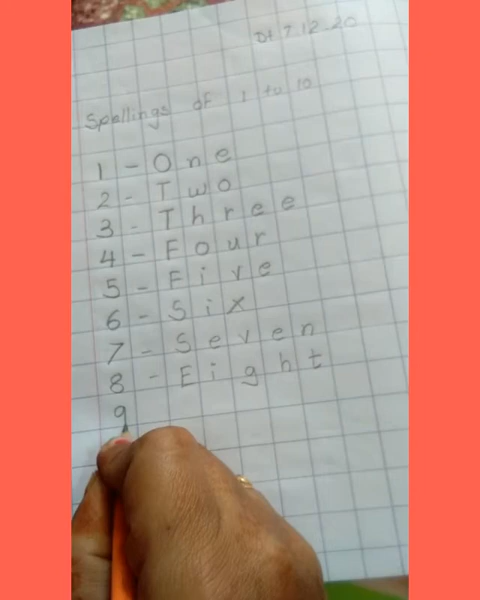 Dt 7.12.20
Spellings of 1 to 10
1 - One
2 - Two
3 - Three
4 - Four
5 - Five
6 - Six
7 - Seven
8 - Eight
9